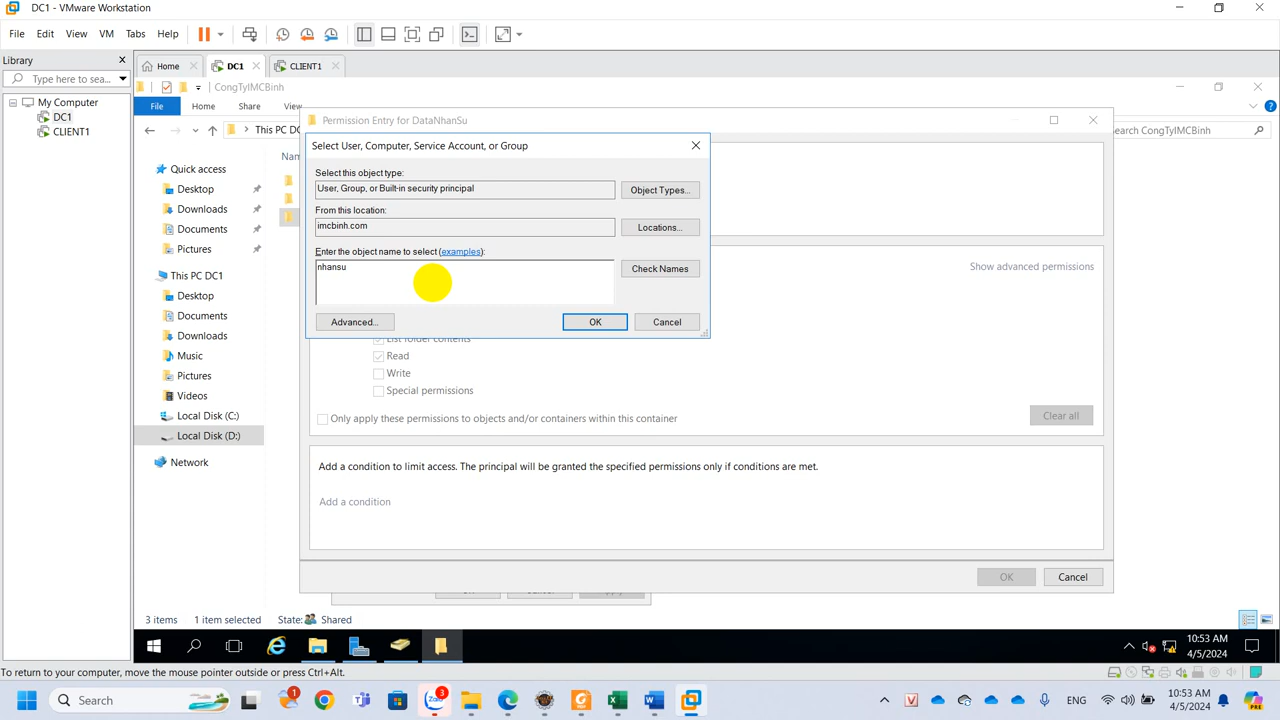 DC1 - VMware Workstation
File Edit View VM Tabs Help
Library
Type here to sea...
My Computer
DC1
CLIENT1
Home DC1 CLIENT1
CongTyIMCBinh
File Home Share View
This PC DC
Search CongTyIMCBinh
Quick access
Desktop
Downloads
Documents
Pictures
This PC DC1
Desktop
Documents
Downloads
Music
Pictures
Videos
Local Disk (C:)
Local Disk (D:)
Network
3 items 1 item selected State: Shared
Permission Entry for DataNhanSu
Select User, Computer, Service Account, or Group
Select this object type:
User, Group, or Built-in security principal
Object Types...
From this location:
imcbinh.com
Locations...
Enter the object name to select (examples):
nhansu
Check Names
Advanced...
OK
Cancel
Show advanced permissions
List folder contents
Read
Write
Special permissions
Only apply these permissions to objects and/or containers within this container
Clear all
Add a condition to limit access. The principal will be granted the specified permissions only if conditions are met.
Add a condition
OK
Cancel
10:53 AM
4/5/2024
To return to your computer, move the mouse pointer outside or press Ctrl+Alt.
Search
1
Zalo
3
ENG
10:53 AM
4/5/2024
PRE